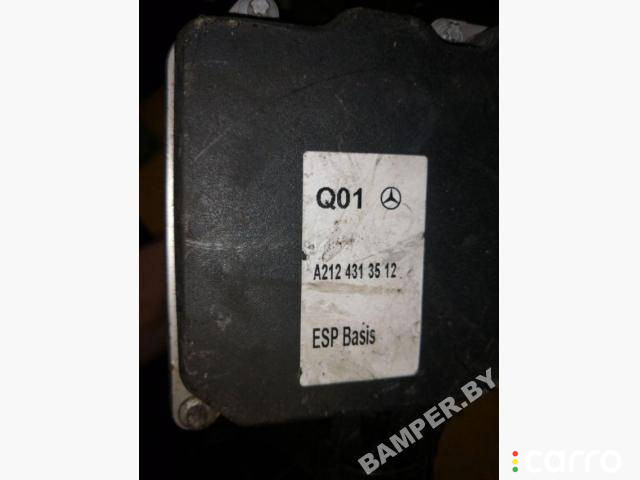 Q01
A212 431 35 12
ESP Basis
BAMPER.BY
carro